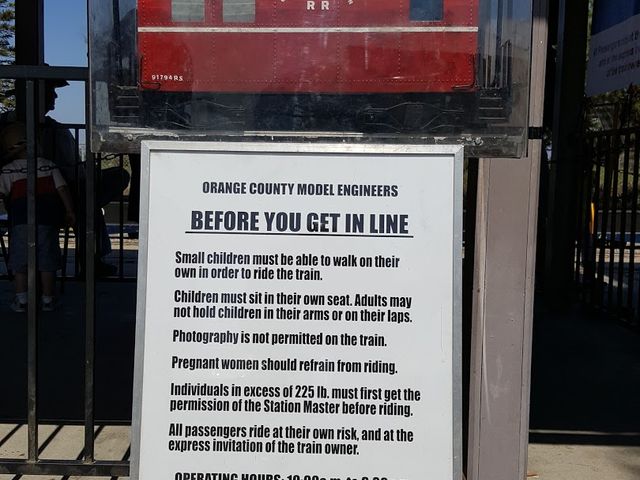 RR
91794RS
ORANGE COUNTY MODEL ENGINEERS
BEFORE YOU GET IN LINE
Small children must be able to walk on their
own in order to ride the train.
Children must sit in their own seat. Adults may
not hold children in their arms or on their laps.
Photography is not permitted on the train.
Pregnant women should refrain from riding.
Individuals in excess of 225 lb. must first get the
permission of the Station Master before riding.
All passengers ride at their own risk, and at the
express invitation of the train owner.
OPERATING HOURS: